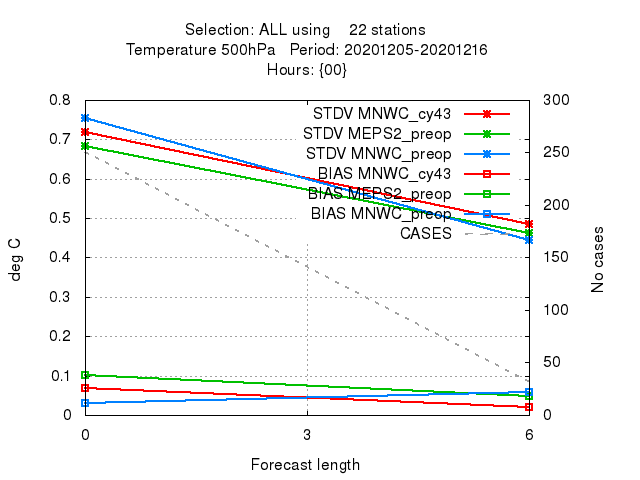 Selection: ALL using 22 stations
Temperature 500hPa Period: 20201205-20201216
Hours: {00}
0.8
0.7
0.6
0.5
0.4
0.3
0.2
0.1
0
300
250
200
150
100
50
0
STDV MNWC_cy43
STDV MEPS2_preop
STDV MNWC_preop
BIAS MNWC_cy43
BIAS MEPS2_preop
BIAS MNWC_preop
CASES
deg C
No cases
0 3 6
Forecast length